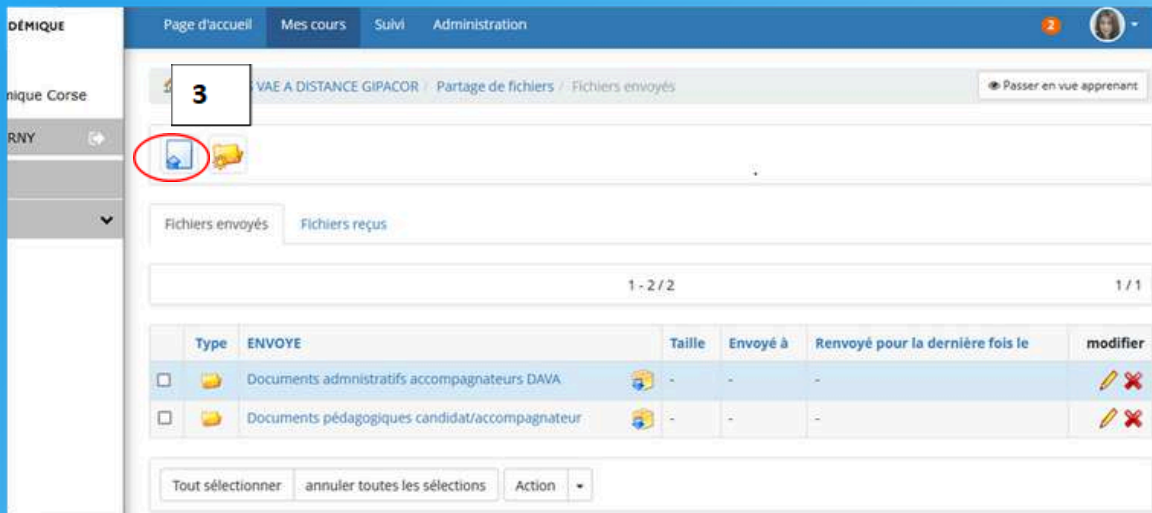 DÉMIQUE
Page d'accueil Mes cours Suivi Administration 2
nique Corse
3
VAE A DISTANCE GIPACOR / Partage de fichiers / Fichiers envoyés
Passer en vue apprenant
RNY
Fichiers envoyés Fichiers reçus
1 - 2 / 2 1 / 1
Type ENVOYE Taille Envoyé à Renvoyé pour la dernière fois le modifier
Documents admnistratifs accompagnateurs DAVA - - -
Documents pédagogiques candidat/accompagnateur - - -
Tout sélectionner annuler toutes les sélections Action